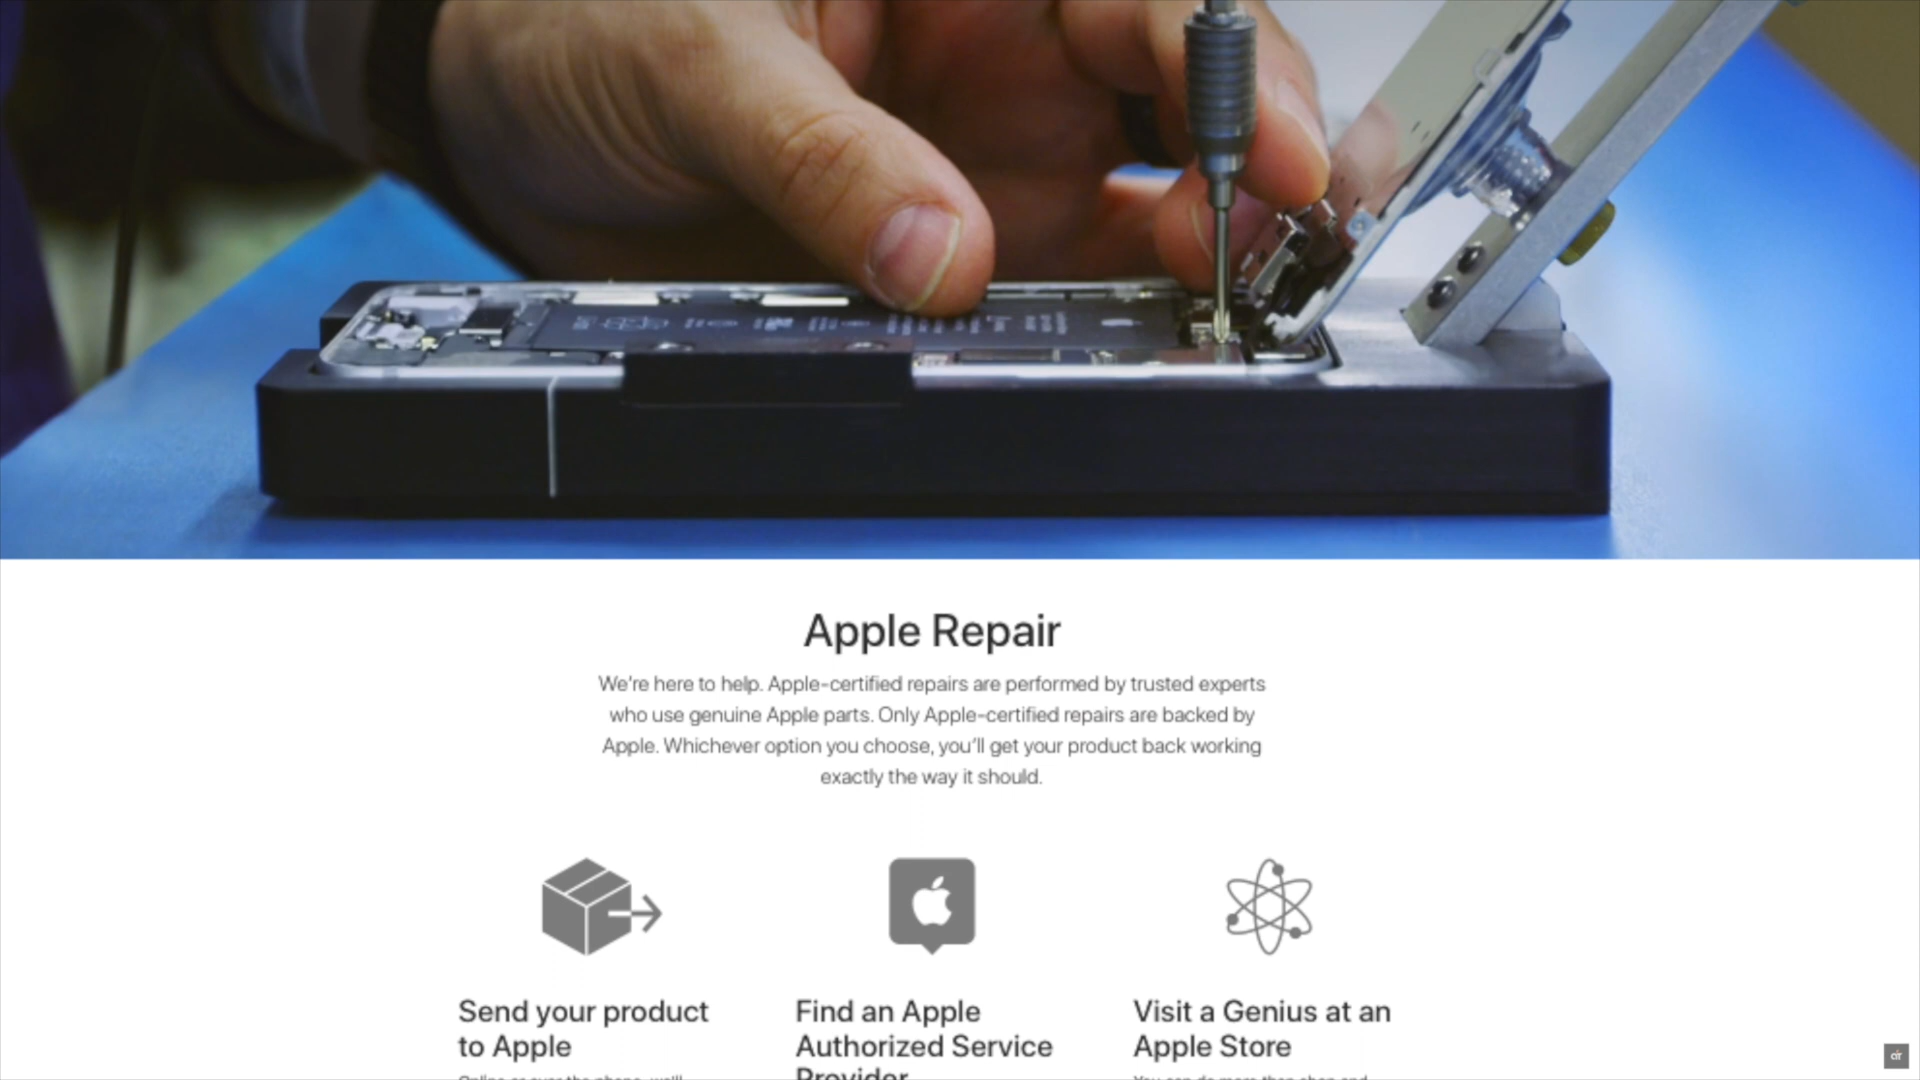 Apple Repair
We're here to help. Apple-certified repairs are performed by trusted experts
who use genuine Apple parts. Only Apple-certified repairs are backed by
Apple. Whichever option you choose, you'll get your product back working
exactly the way it should.
Send your product
to Apple
Find an Apple
Authorized Service
Provider
Visit a Genius at an
Apple Store